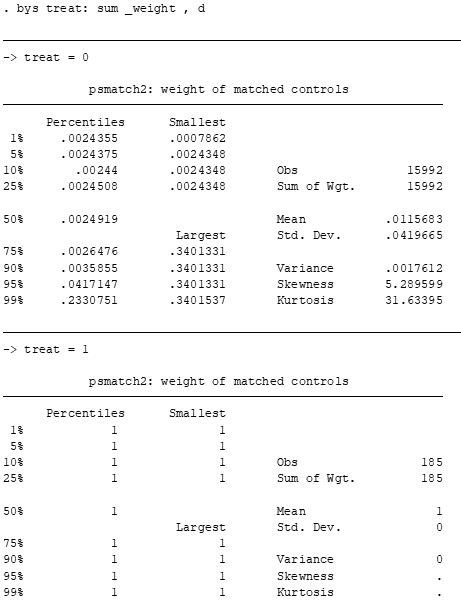 . bys treat: sum _weight , d
-> treat = 0
psmatch2: weight of matched controls
Percentiles Smallest
1% .0024355 .0007862
5% .0024375 .0024348
10% .00244 .0024348 Obs 15992
25% .0024508 .0024348 Sum of Wgt. 15992
50% .0024919 Mean .0115683
Largest Std. Dev. .0419665
75% .0026476 .3401331
90% .0035855 .3401331 Variance .0017612
95% .0417147 .3401331 Skewness 5.289599
99% .2330751 .3401537 Kurtosis 31.63395
-> treat = 1
psmatch2: weight of matched controls
Percentiles Smallest
1% 1 1
5% 1 1
10% 1 1 Obs 185
25% 1 1 Sum of Wgt. 185
50% 1 Mean 1
Largest Std. Dev. 0
75% 1 1
90% 1 1 Variance 0
95% 1 1 Skewness .
99% 1 1 Kurtosis .